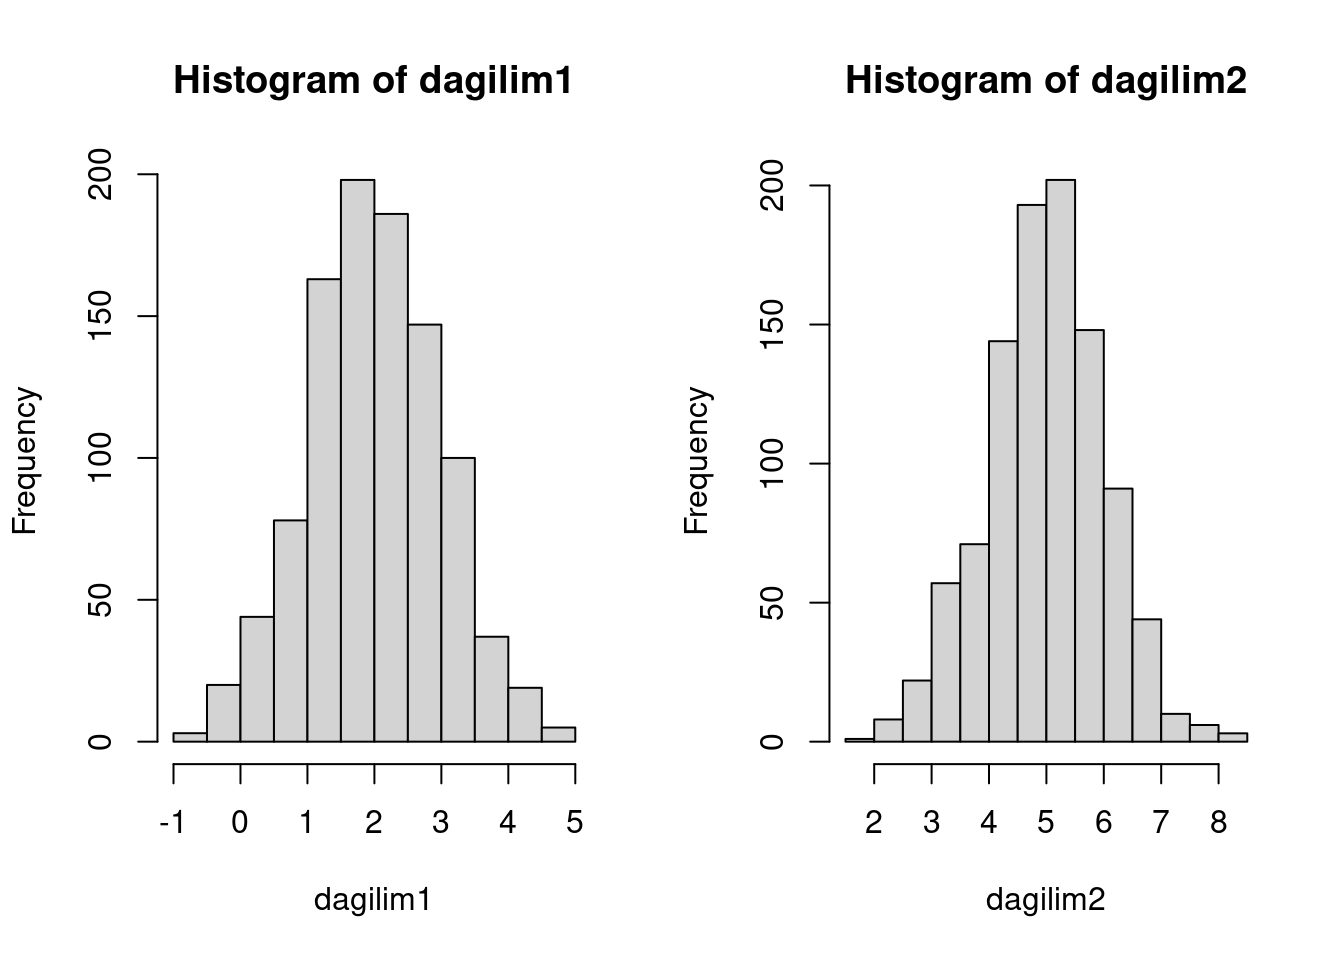 Histogram of dagilim1
Frequency
200
150
100
50
0
-1 0 1 2 3 4 5
dagilim1
Histogram of dagilim2
Frequency
200
150
100
50
0
2 3 4 5 6 7 8
dagilim2